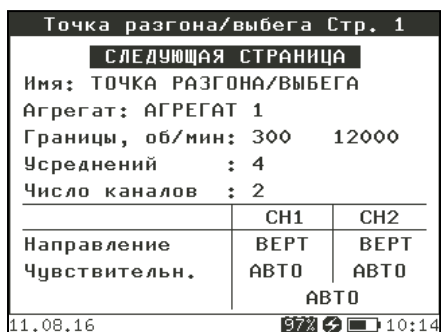 Точка разгона/выбега Стр. 1
СЛЕДУЮЩАЯ СТРАНИЦА
Имя: ТОЧКА РАЗГОНА/ВЫБЕГА
Агрегат: АГРЕГАТ 1
Границы, об/мин: 300 12000
Усреднений : 4
Число каналов : 2
CH1 CH2
Направление ВЕРТ ВЕРТ
Чувствительн. АВТО АВТО
АВТО
11.08.16 97% 10:14